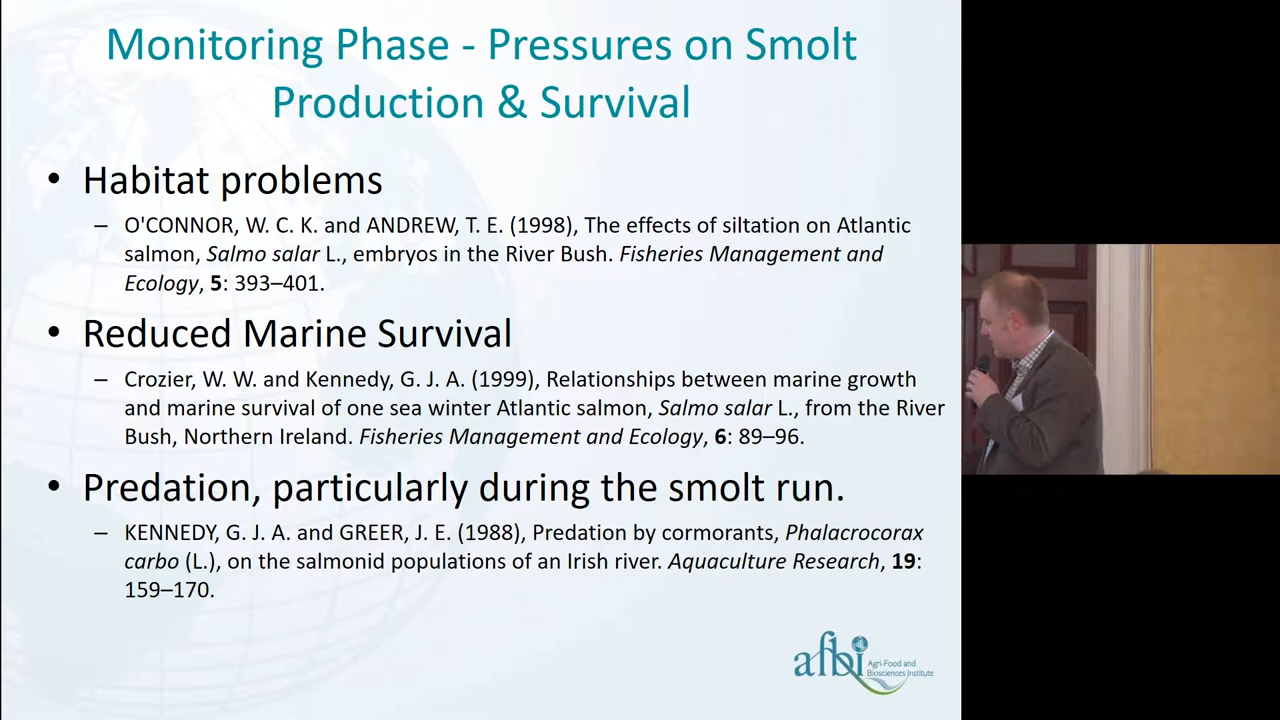 Monitoring Phase - Pressures on Smolt
Production & Survival
• Habitat problems
– O'CONNOR, W. C. K. and ANDREW, T. E. (1998), The effects of siltation on Atlantic
salmon, Salmo salar L., embryos in the River Bush. Fisheries Management and
Ecology, 5: 393–401.
• Reduced Marine Survival
– Crozier, W. W. and Kennedy, G. J. A. (1999), Relationships between marine growth
and marine survival of one sea winter Atlantic salmon, Salmo salar L., from the River
Bush, Northern Ireland. Fisheries Management and Ecology, 6: 89–96.
• Predation, particularly during the smolt run.
– KENNEDY, G. J. A. and GREER, J. E. (1988), Predation by cormorants, Phalacrocorax
carbo (L.), on the salmonid populations of an Irish river. Aquaculture Research, 19:
159–170.
afbi Agri-Food and
Biosciences Institute